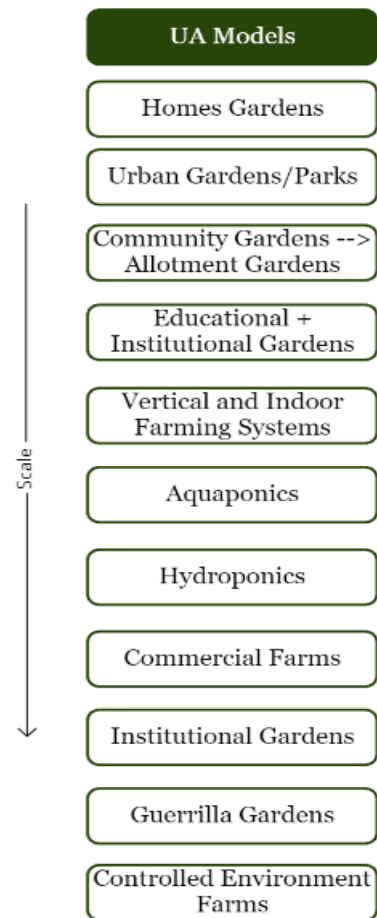 UA Models
Homes Gardens
Urban Gardens/Parks
Community Gardens -->
Allotment Gardens
Educational +
Institutional Gardens
Vertical and Indoor
Farming Systems
Scale
Aquaponics
Hydroponics
Commercial Farms
Institutional Gardens
Guerrilla Gardens
Controlled Environment
Farms